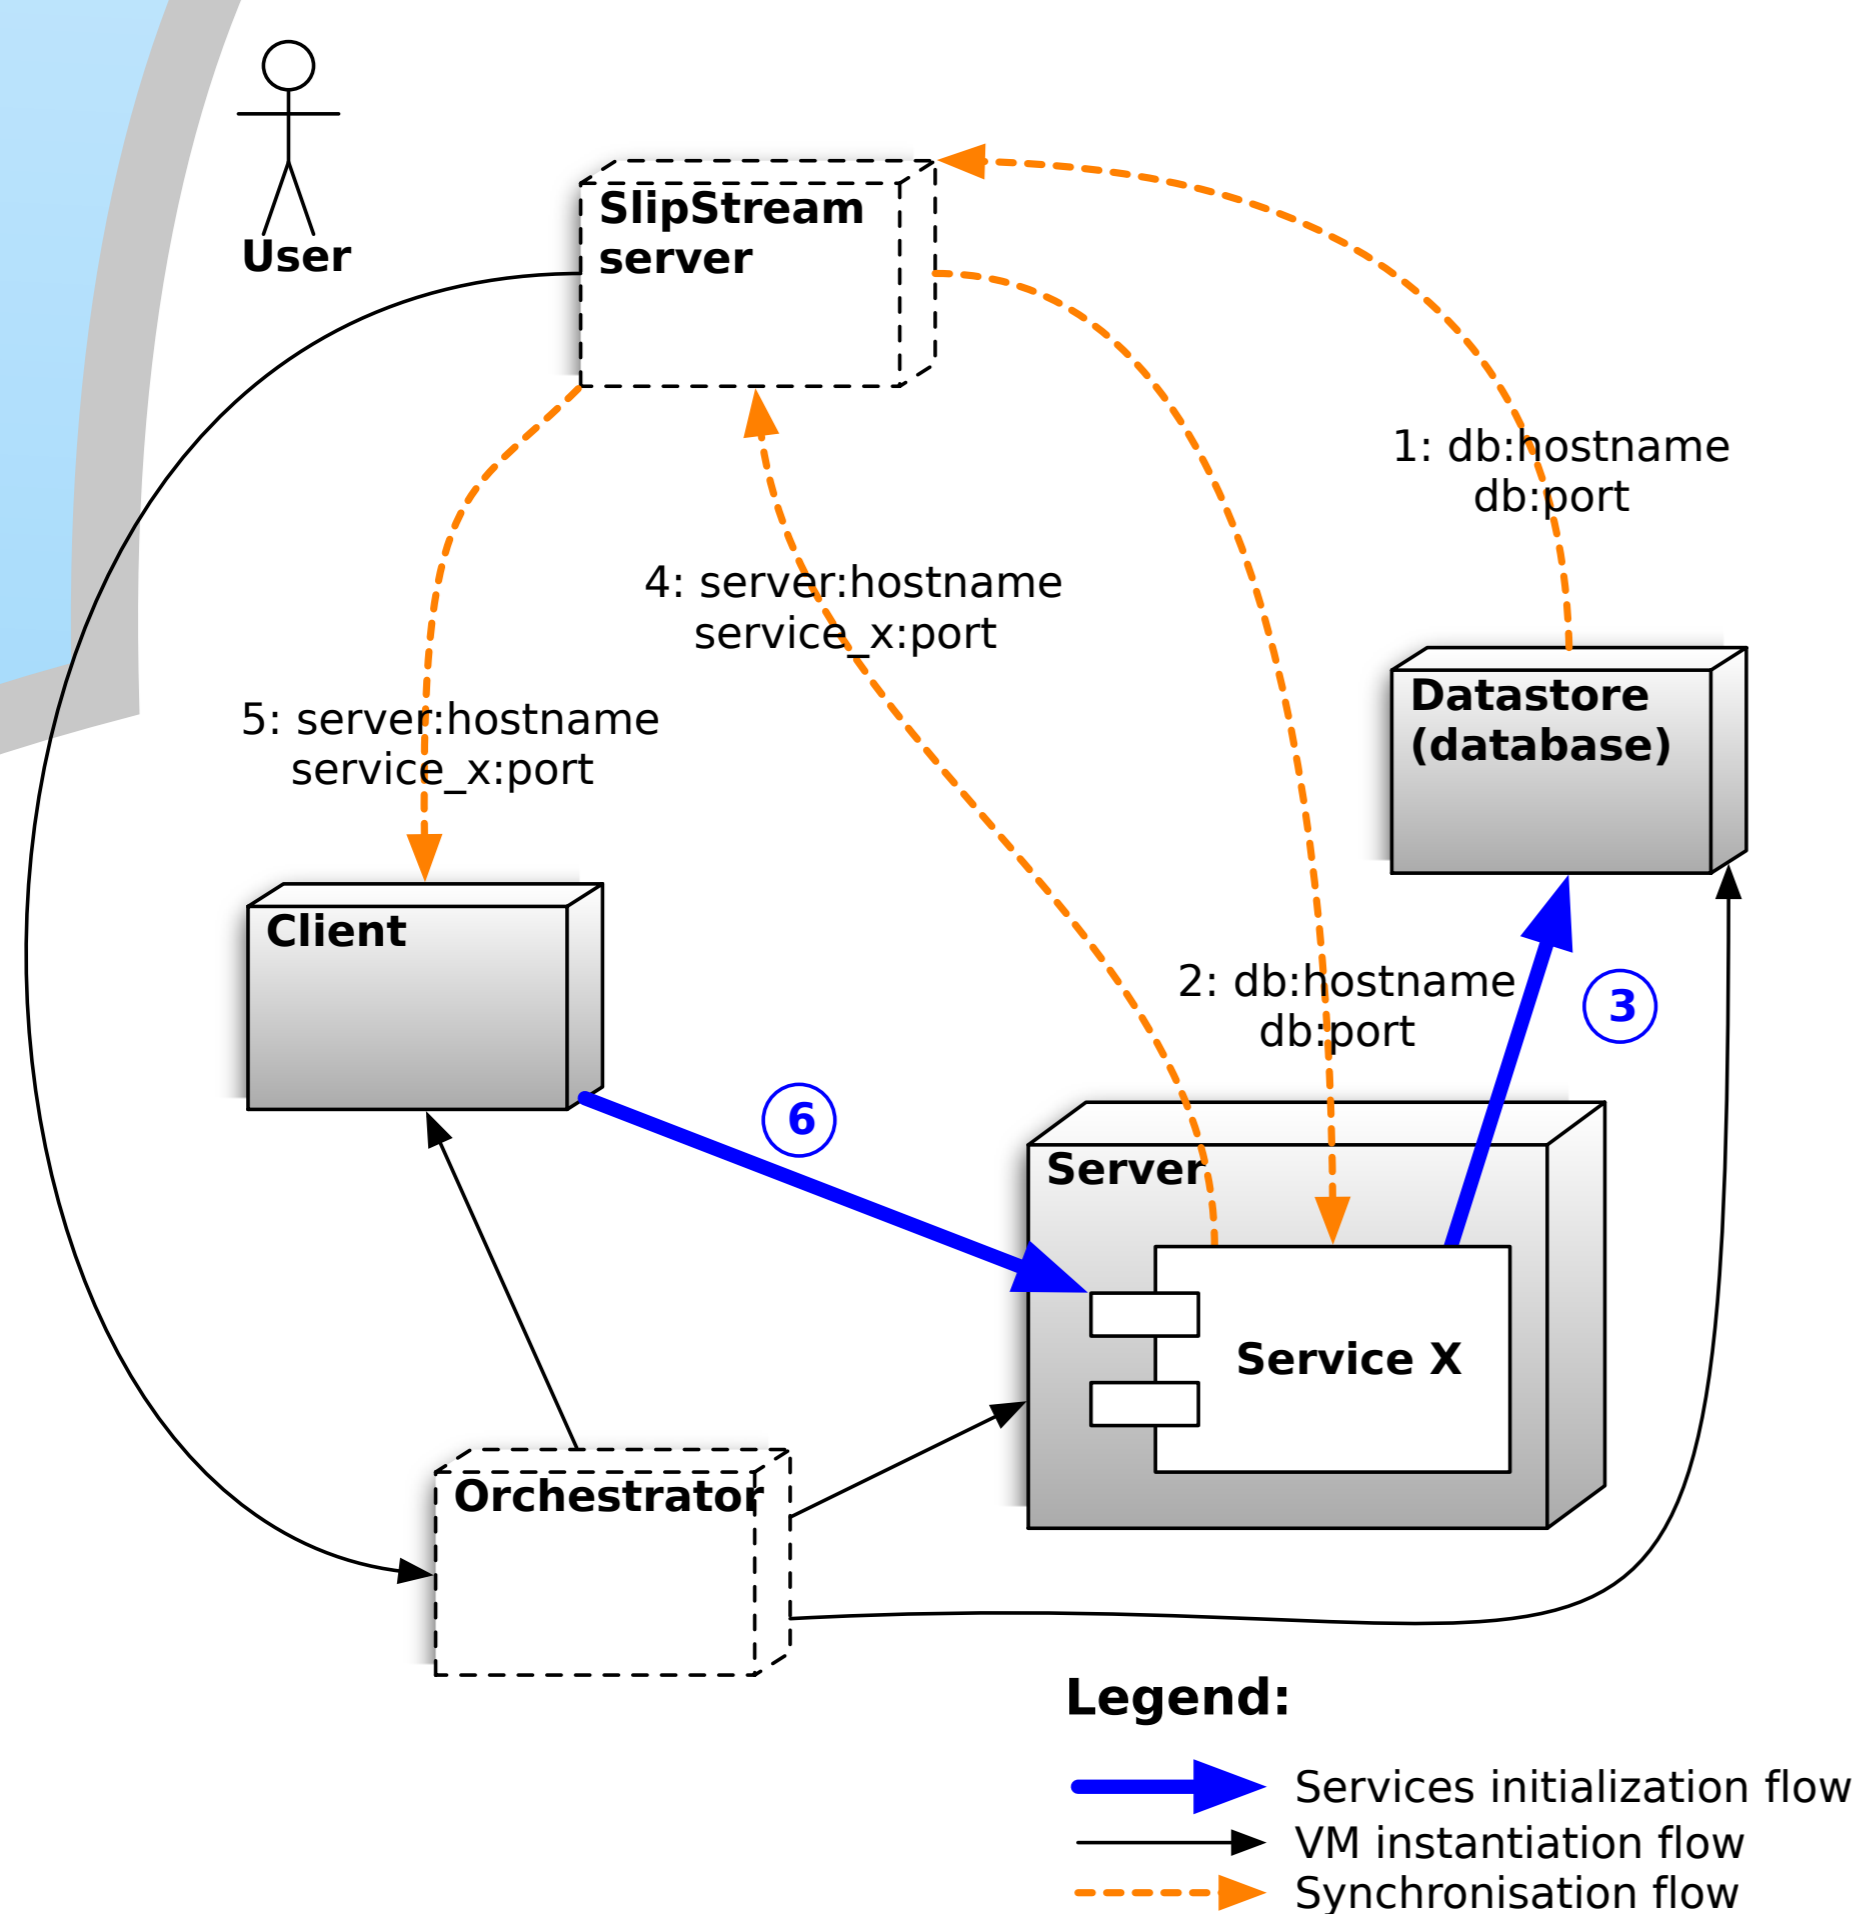 User
SlipStream
server
1: db:hostname
db:port
4: server:hostname
service_x:port
5: server:hostname
service_x:port
Datastore
(database)
Client
2: db:hostname
db:port
3
6
Server
Service X
Orchestrator
Legend:
Services initialization flow
VM instantiation flow
Synchronisation flow